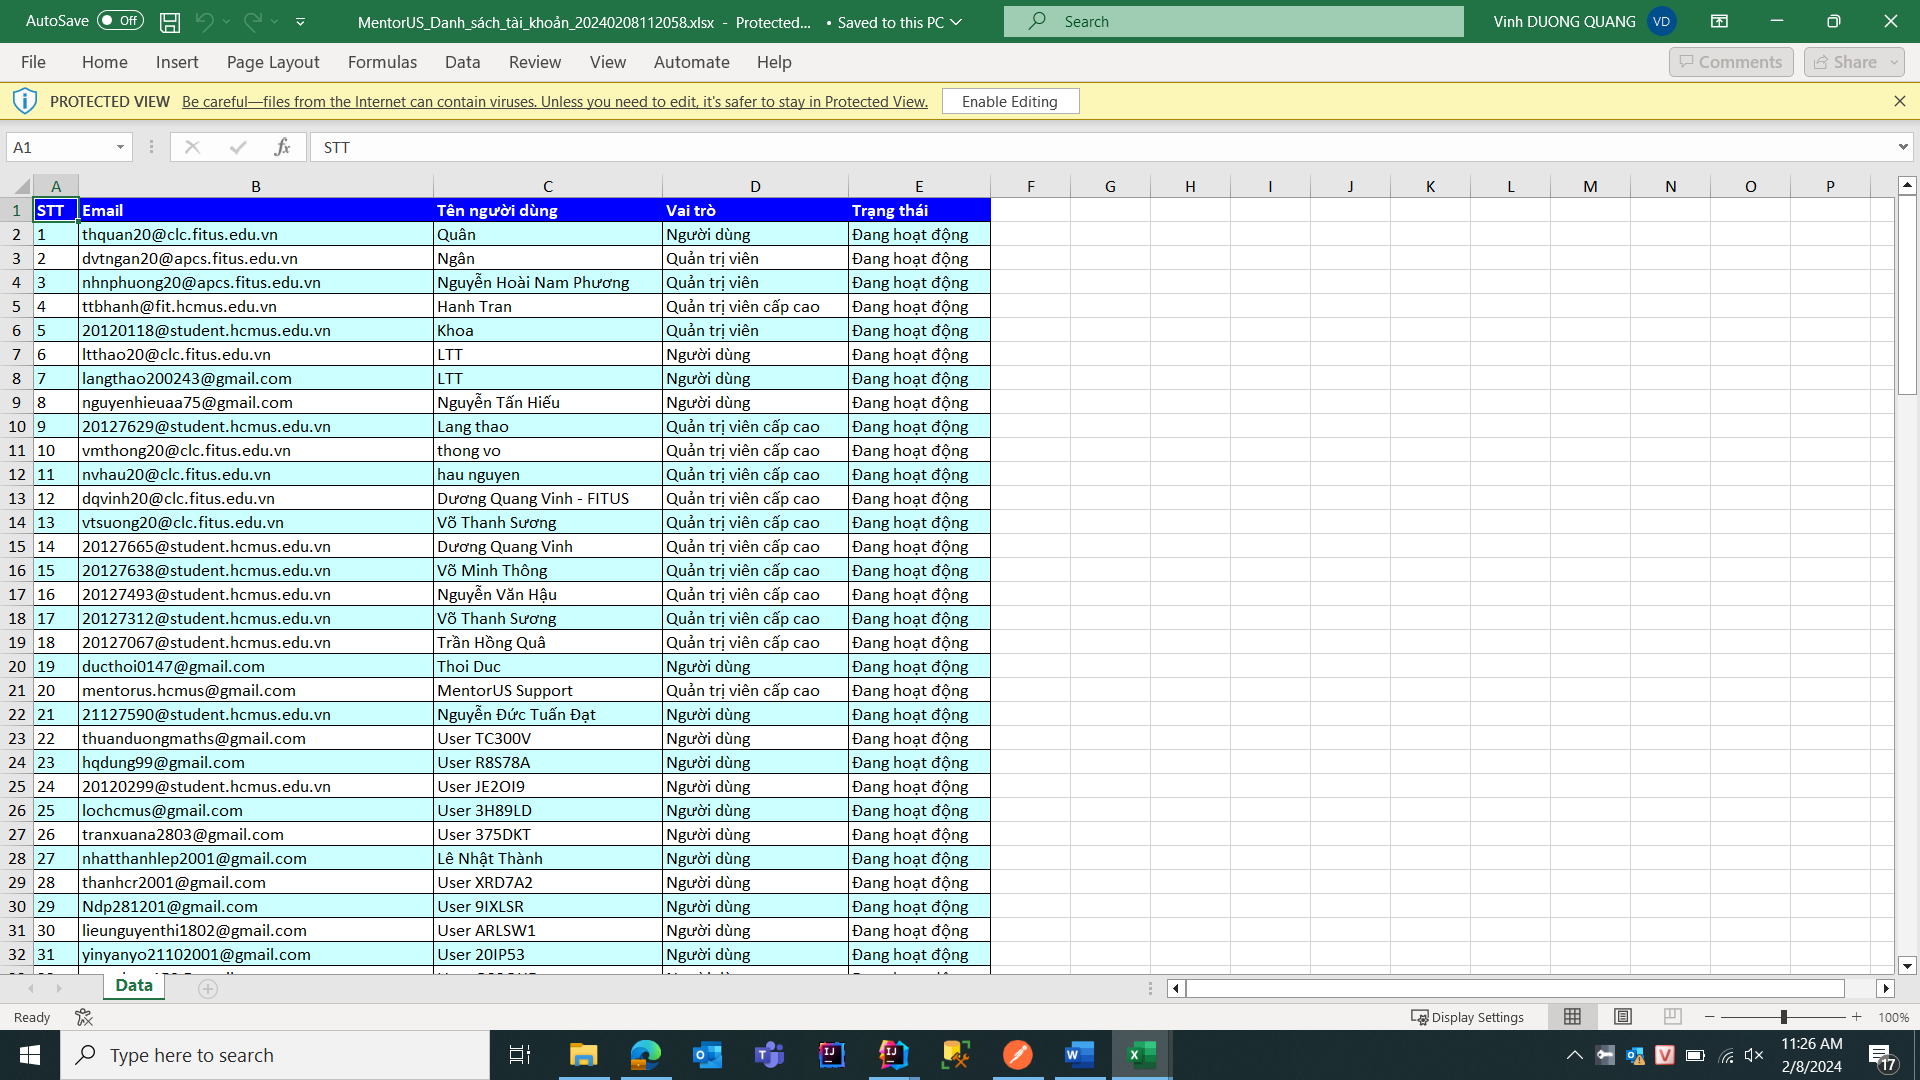 AutoSave Off MentorUS_Danh_sách_tài_khoản_20240208112058.xlsx - Protected... • Saved to this PC Search Vinh DUONG QUANG VD
File Home Insert Page Layout Formulas Data Review View Automate Help Comments Share
PROTECTED VIEW Be careful—files from the Internet can contain viruses. Unless you need to edit, it's safer to stay in Protected View. Enable Editing
A1 fx STT
A B C D E F G H I J K L M N O P
1 STT Email Tên người dùng Vai trò Trạng thái
2 1 thquan20@clc.fitus.edu.vn Quân Người dùng Đang hoạt động
3 2 dvtngan20@apcs.fitus.edu.vn Ngân Quản trị viên Đang hoạt động
4 3 nhnphuong20@apcs.fitus.edu.vn Nguyễn Hoài Nam Phương Quản trị viên Đang hoạt động
5 4 ttbhanh@fit.hcmus.edu.vn Hanh Tran Quản trị viên cấp cao Đang hoạt động
6 5 20120118@student.hcmus.edu.vn Khoa Quản trị viên Đang hoạt động
7 6 ltthao20@clc.fitus.edu.vn LTT Người dùng Đang hoạt động
8 7 langthao200243@gmail.com LTT Người dùng Đang hoạt động
9 8 nguyenhieuaa75@gmail.com Nguyễn Tấn Hiếu Người dùng Đang hoạt động
10 9 20127629@student.hcmus.edu.vn Lang thao Quản trị viên cấp cao Đang hoạt động
11 10 vmthong20@clc.fitus.edu.vn thong vo Quản trị viên cấp cao Đang hoạt động
12 11 nvhau20@clc.fitus.edu.vn hau nguyen Quản trị viên cấp cao Đang hoạt động
13 12 dqvinh20@clc.fitus.edu.vn Dương Quang Vinh - FITUS Quản trị viên cấp cao Đang hoạt động
14 13 vtsuong20@clc.fitus.edu.vn Võ Thanh Sương Quản trị viên cấp cao Đang hoạt động
15 14 20127665@student.hcmus.edu.vn Dương Quang Vinh Quản trị viên cấp cao Đang hoạt động
16 15 20127638@student.hcmus.edu.vn Võ Minh Thông Quản trị viên cấp cao Đang hoạt động
17 16 20127493@student.hcmus.edu.vn Nguyễn Văn Hậu Quản trị viên cấp cao Đang hoạt động
18 17 20127312@student.hcmus.edu.vn Võ Thanh Sương Quản trị viên cấp cao Đang hoạt động
19 18 20127067@student.hcmus.edu.vn Trần Hồng Quâ Quản trị viên cấp cao Đang hoạt động
20 19 ducthoi0147@gmail.com Thoi Duc Người dùng Đang hoạt động
21 20 mentorus.hcmus@gmail.com MentorUS Support Quản trị viên cấp cao Đang hoạt động
22 21 21127590@student.hcmus.edu.vn Nguyễn Đức Tuấn Đạt Người dùng Đang hoạt động
23 22 thuanduongmaths@gmail.com User TC300V Người dùng Đang hoạt động
24 23 hqdung99@gmail.com User R8S78A Người dùng Đang hoạt động
25 24 20120299@student.hcmus.edu.vn User JE2OI9 Người dùng Đang hoạt động
26 25 lochcmus@gmail.com User 3H89LD Người dùng Đang hoạt động
27 26 tranxuana2803@gmail.com User 375DKT Người dùng Đang hoạt động
28 27 nhatthanhlep2001@gmail.com Lê Nhật Thành Người dùng Đang hoạt động
29 28 thanhcr2001@gmail.com User XRD7A2 Người dùng Đang hoạt động
30 29 Ndp281201@gmail.com User 9IXLSR Người dùng Đang hoạt động
31 30 lieunguyenthi1802@gmail.com User ARLSW1 Người dùng Đang hoạt động
32 31 yinyanyo21102001@gmail.com User 20IP53 Người dùng Đang hoạt động
Data
Ready Display Settings 100%
Type here to search 11:26 AM
2/8/2024 17